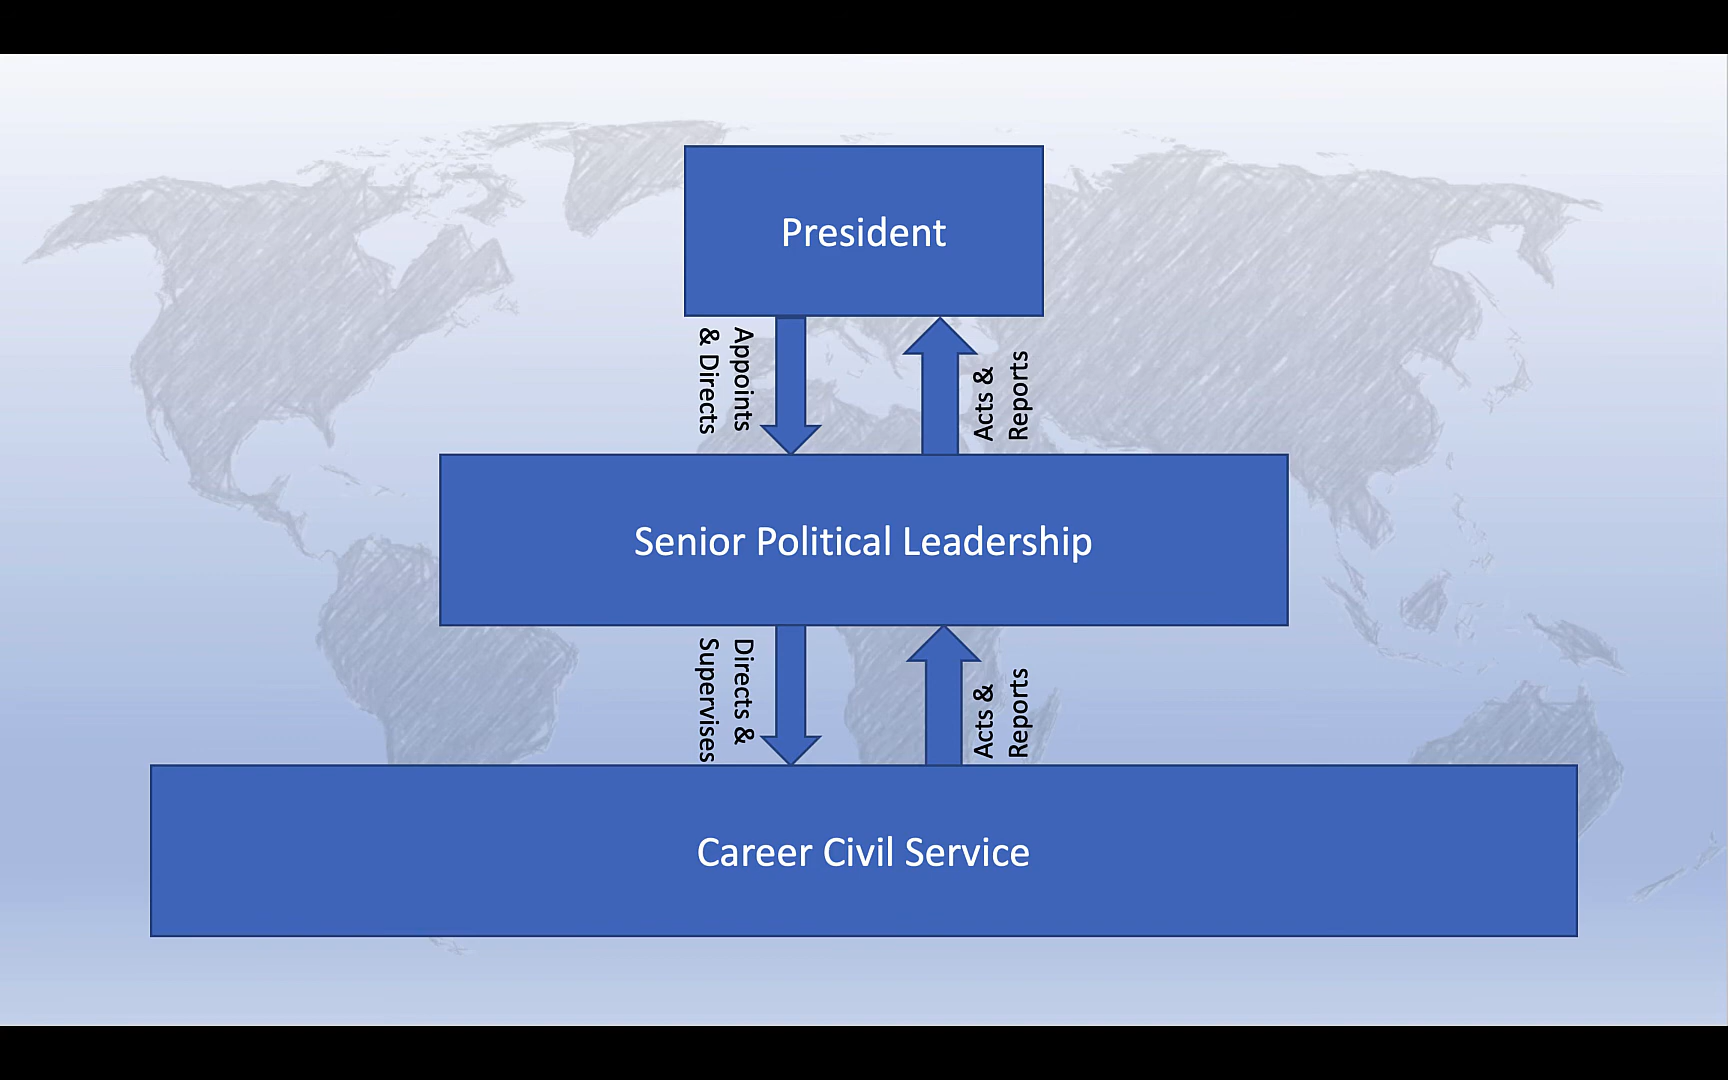 President
Appoints
& Directs
Acts &
Reports
Senior Political Leadership
Directs &
Supervises
Acts &
Reports
Career Civil Service